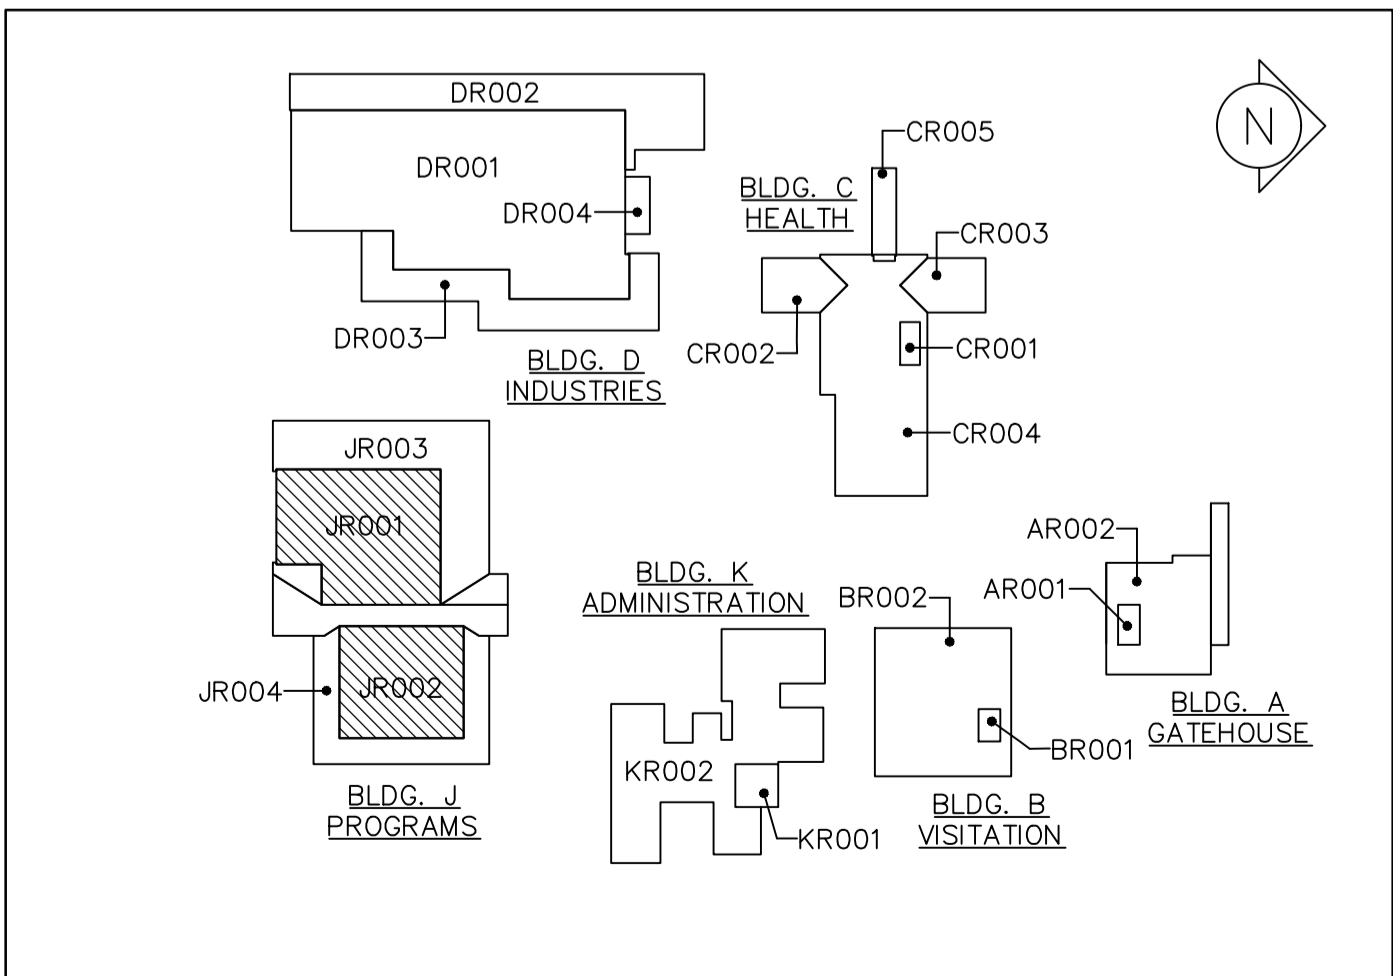 DR002
DR001
DR004
DR003
BLDG. D
INDUSTRIES
CR005
BLDG. C
HEALTH
CR003
CR002
CR001
CR004
N
JR003
JR001
JR004
JR002
BLDG. J
PROGRAMS
BLDG. K
ADMINISTRATION
KR002
KR001
BR002
BR001
BLDG. B
VISITATION
AR002
AR001
BLDG. A
GATEHOUSE